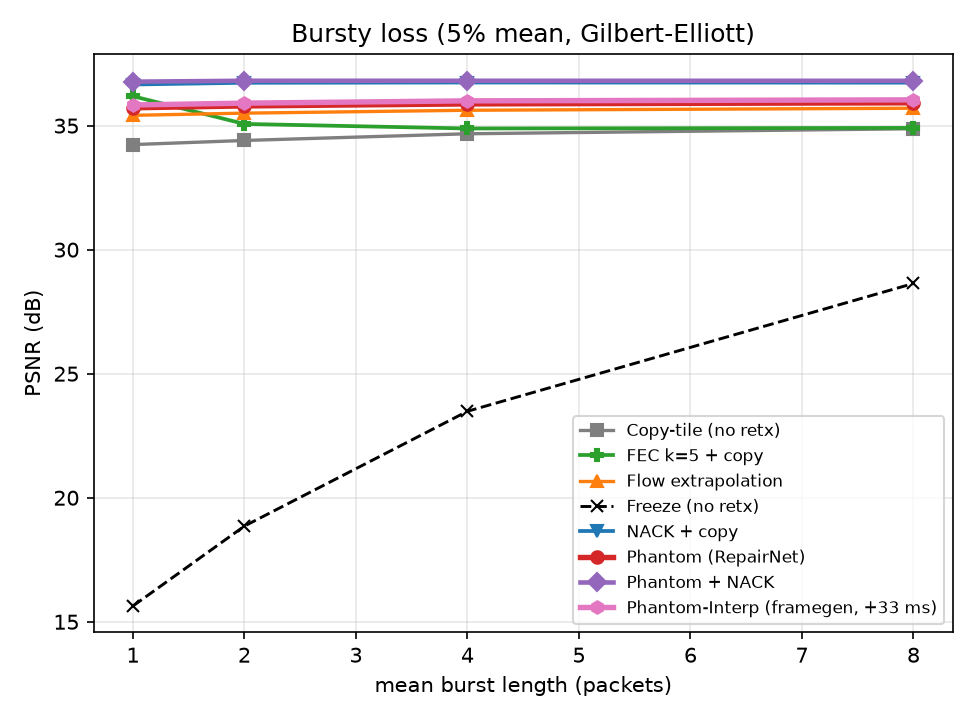 Bursty loss (5% mean, Gilbert-Elliott)
PSNR (dB)
35
30
25
20
15
Copy-tile (no retx)
FEC k=5 + copy
Flow extrapolation
Freeze (no retx)
NACK + copy
Phantom (RepairNet)
Phantom + NACK
Phantom-Interp (framegen, +33 ms)
1 2 3 4 5 6 7 8
mean burst length (packets)